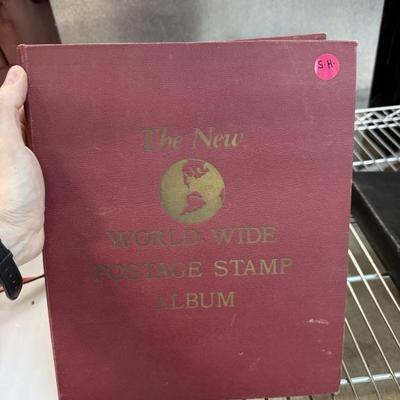 S.H.
The New
WORLD WIDE
POSTAGE STAMP
ALBUM